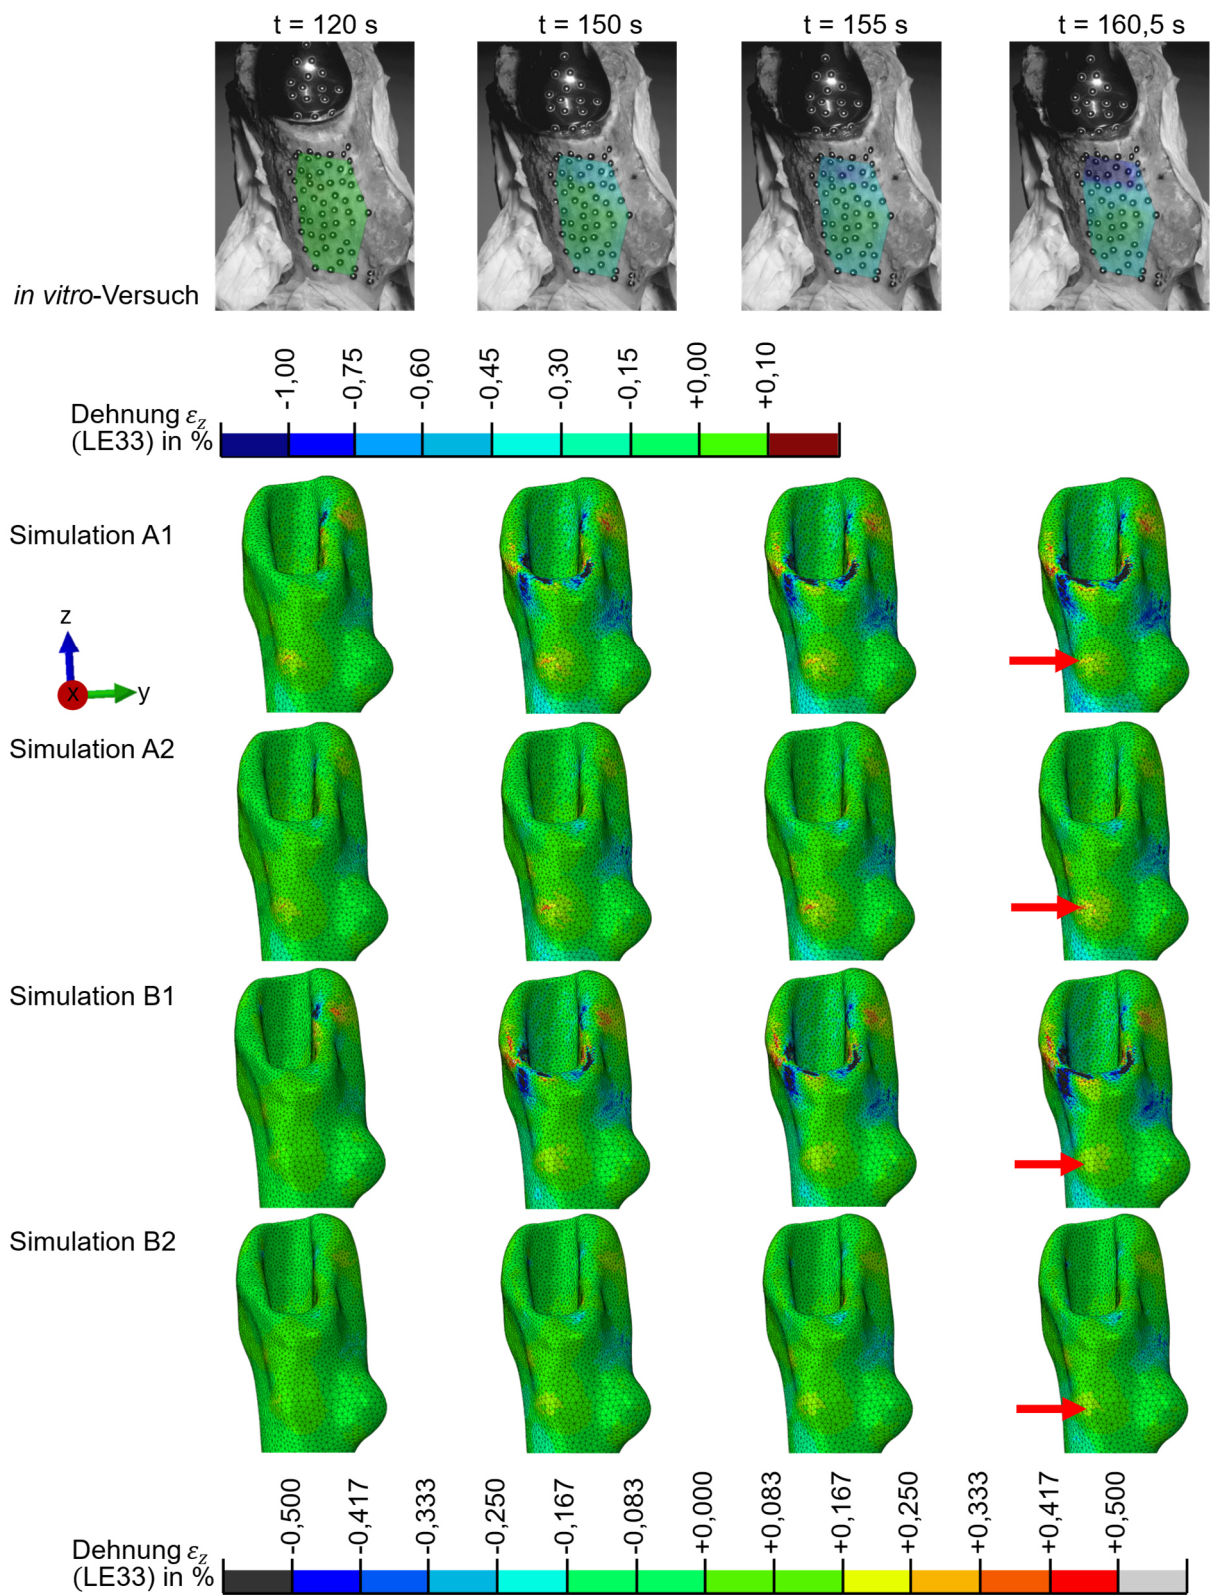 t = 120 s
t = 150 s
t = 155 s
t = 160,5 s
in vitro-Versuch
-1,00
-0,75
-0,60
-0,45
-0,30
-0,15
+0,00
+0,10
Dehnung εz
(LE33) in %
Simulation A1
z
x
y
Simulation A2
Simulation B1
Simulation B2
-0,500
-0,417
-0,333
-0,250
-0,167
-0,083
+0,000
+0,083
+0,167
+0,250
+0,333
+0,417
+0,500
Dehnung εz
(LE33) in %